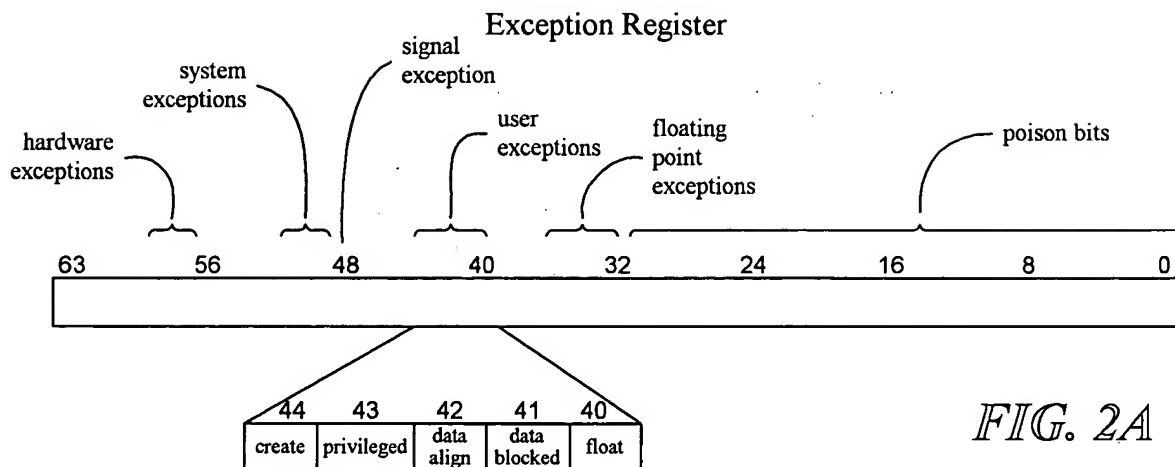 Exception Register
signal
exception
system
exceptions
user
exceptions
floating
point
exceptions
poison bits
hardware
exceptions
63 56 48 40 32 24 16 8 0
44 43 42 41 40
create privileged data align data blocked float
FIG. 2A